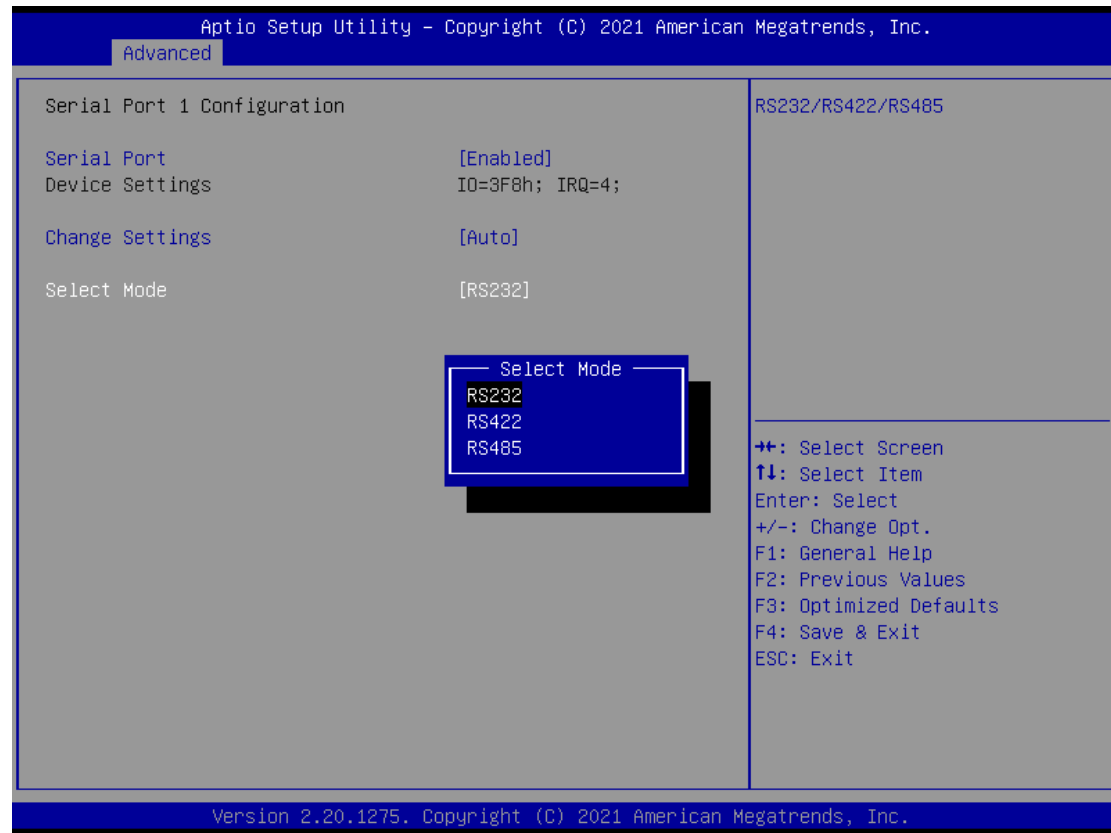 Aptio Setup Utility – Copyright (C) 2021 American Megatrends, Inc.
Advanced
Serial Port 1 Configuration
Serial Port [Enabled]
Device Settings IO=3F8h; IRQ=4;
Change Settings [Auto]
Select Mode [RS232]
Select Mode
RS232
RS422
RS485
RS232/RS422/RS485
→←: Select Screen
↑↓: Select Item
Enter: Select
+/-: Change Opt.
F1: General Help
F2: Previous Values
F3: Optimized Defaults
F4: Save & Exit
ESC: Exit
Version 2.20.1275. Copyright (C) 2021 American Megatrends, Inc.